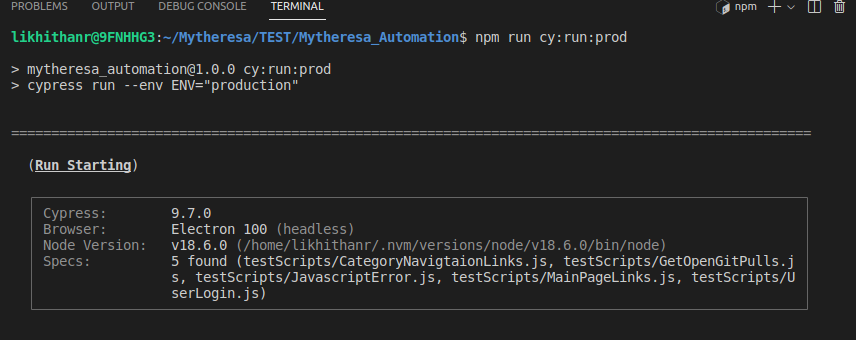 PROBLEMS OUTPUT DEBUG CONSOLE TERMINAL npm
likhithanr@9FNHHG3:~/Mytheresa/TEST/Mytheresa_Automation$ npm run cy:run:prod
> mytheresa_automation@1.0.0 cy:run:prod
> cypress run --env ENV="production"
====================================================================================================
(Run Starting)
Cypress: 9.7.0
Browser: Electron 100 (headless)
Node Version: v18.6.0 (/home/likhithanr/.nvm/versions/node/v18.6.0/bin/node)
Specs: 5 found (testScripts/CategoryNavigtaionLinks.js, testScripts/GetOpenGitPulls.j
s, testScripts/JavascriptError.js, testScripts/MainPageLinks.js, testScripts/U
serLogin.js)